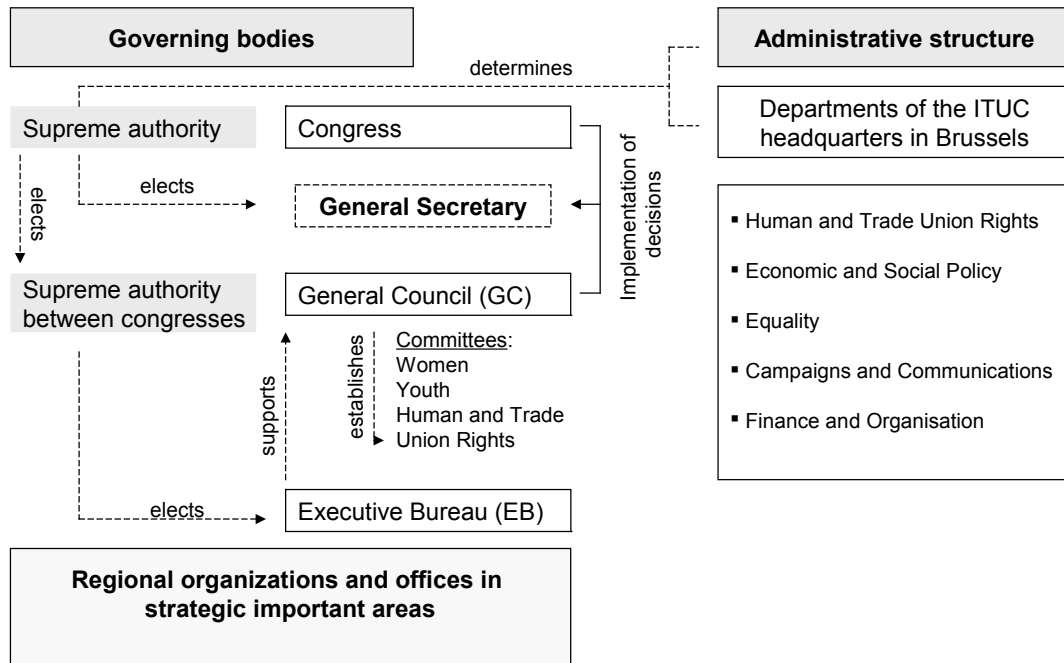 Governing bodies
Administrative structure
determines
Supreme authority
Congress
Departments of the ITUC
headquarters in Brussels
elects
elects
General Secretary
Implementation of
decisions
Supreme authority
between congresses
General Council (GC)
supports
establishes
Committees:
Women
Youth
Human and Trade
Union Rights
elects
Executive Bureau (EB)
▪ Human and Trade Union Rights
▪ Economic and Social Policy
▪ Equality
▪ Campaigns and Communications
▪ Finance and Organisation
Regional organizations and offices in
strategic important areas